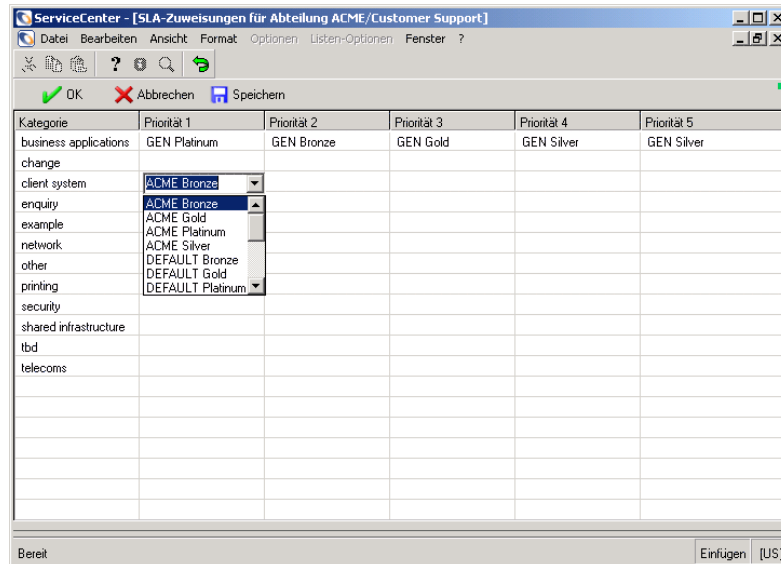 ServiceCenter - [SLA-Zuweisungen für Abteilung ACME/Customer Support]
Datei Bearbeiten Ansicht Format Optionen Listen-Optionen Fenster ?
OK Abbrechen Speichern
Kategorie Priorität 1 Priorität 2 Priorität 3 Priorität 4 Priorität 5
business applications GEN Platinum GEN Bronze GEN Gold GEN Silver GEN Silver
change
client system ACME Bronze
enquiry ACME Bronze
ACME Gold
example ACME Platinum
network ACME Silver
other DEFAULT Bronze
DEFAULT Gold
printing DEFAULT Platinum
security
shared infrastructure
tbd
telecoms
Bereit Einfügen [US]